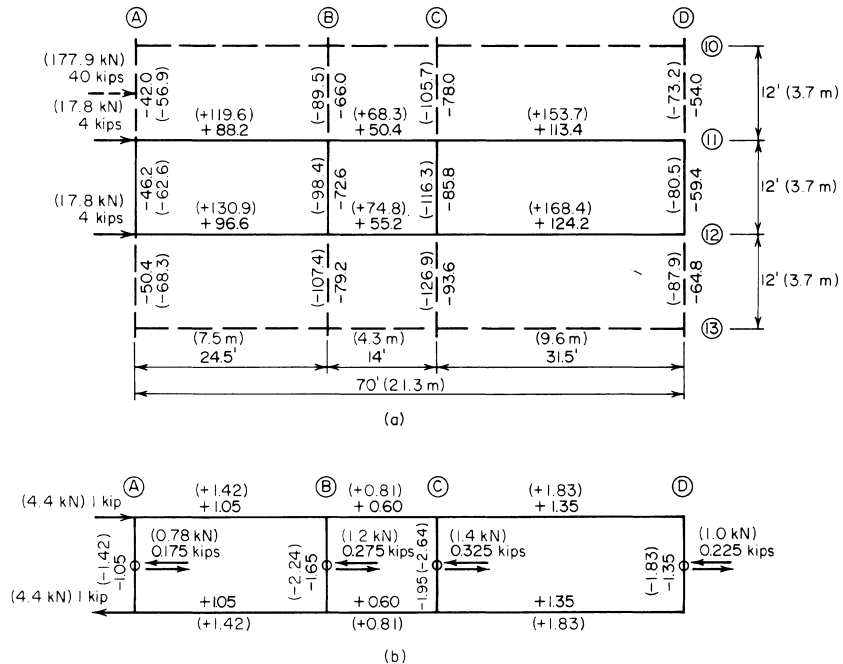 A B C D
10
(177.9 kN)
40 kips
-42.0
(-56.9)
(-89.5)
-66.0
(-105.7)
-78.0
(-73.2)
-54.0
12' (3.7 m)
(17.8 kN)
4 kips
(+119.6)
+88.2
(+68.3)
+50.4
(+153.7)
+113.4
11
-46.2
(-62.6)
(-98.4)
-72.6
(-116.3)
-85.8
(-80.5)
-59.4
12' (3.7 m)
(17.8 kN)
4 kips
(+130.9)
+96.6
(+74.8)
+55.2
(+168.4)
+124.2
12
-50.4
(-68.3)
(-107.4)
-79.2
(-126.9)
-93.6
(-87.9)
-64.8
12' (3.7 m)
13
(7.5 m) (4.3 m) (9.6 m)
24.5' 14' 31.5'
70' (21.3 m)
(a)
A B C D
(4.4 kN) 1 kip
(+1.42)
+1.05
(+0.81)
+0.60
(+1.83)
+1.35
(-1.42)
-1.05
(0.78 kN)
0.175 kips
(-2.24)
-1.65
(1.2 kN)
0.275 kips
-1.95 (-2.64)
(1.4 kN)
0.325 kips
(-1.83)
-1.35
(1.0 kN)
0.225 kips
(4.4 kN) 1 kip
+1.05 +0.60 +1.35
(+1.42) (+0.81) (+1.83)
(b)